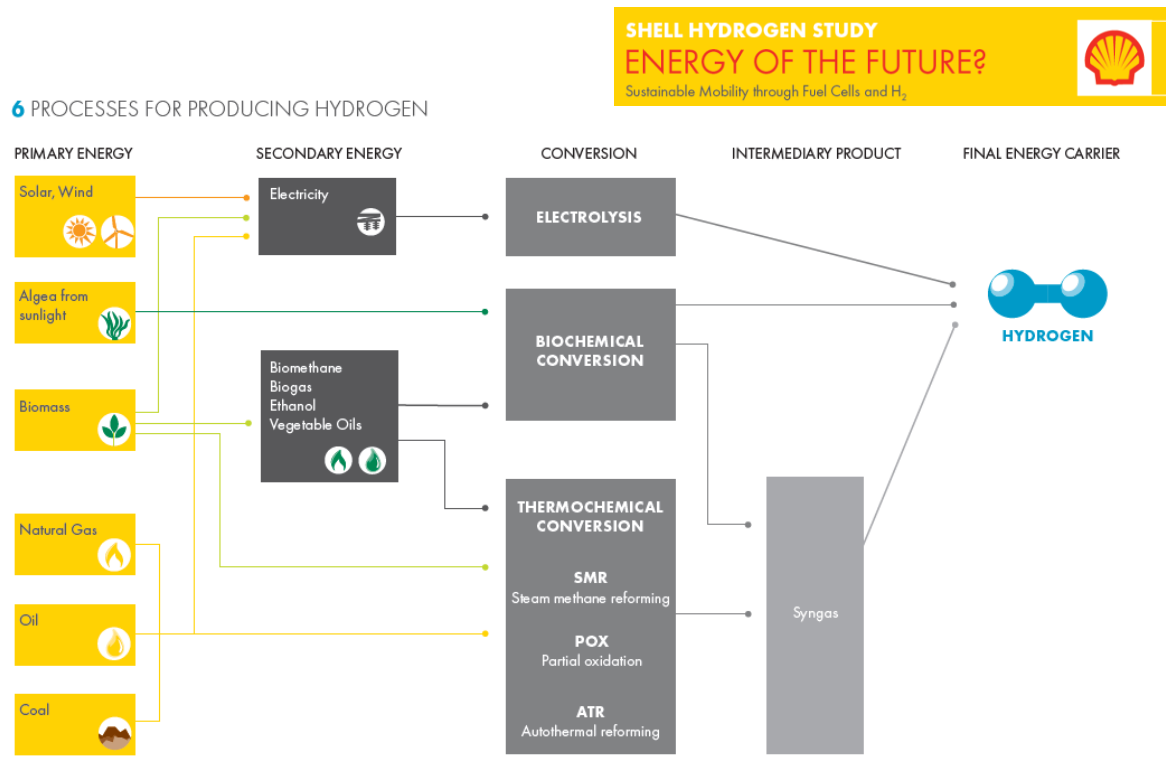 SHELL HYDROGEN STUDY
ENERGY OF THE FUTURE?
Sustainable Mobility through Fuel Cells and H₂
6 PROCESSES FOR PRODUCING HYDROGEN
PRIMARY ENERGY
SECONDARY ENERGY
CONVERSION
INTERMEDIARY PRODUCT
FINAL ENERGY CARRIER
Solar, Wind
Electricity
ELECTROLYSIS
Algea from
sunlight
BIOCHEMICAL
CONVERSION
HYDROGEN
Biomethane
Biogas
Ethanol
Vegetable Oils
Biomass
THERMOCHEMICAL
CONVERSION
Natural Gas
SMR
Steam methane reforming
Syngas
Oil
POX
Partial oxidation
Coal
ATR
Autothermal reforming